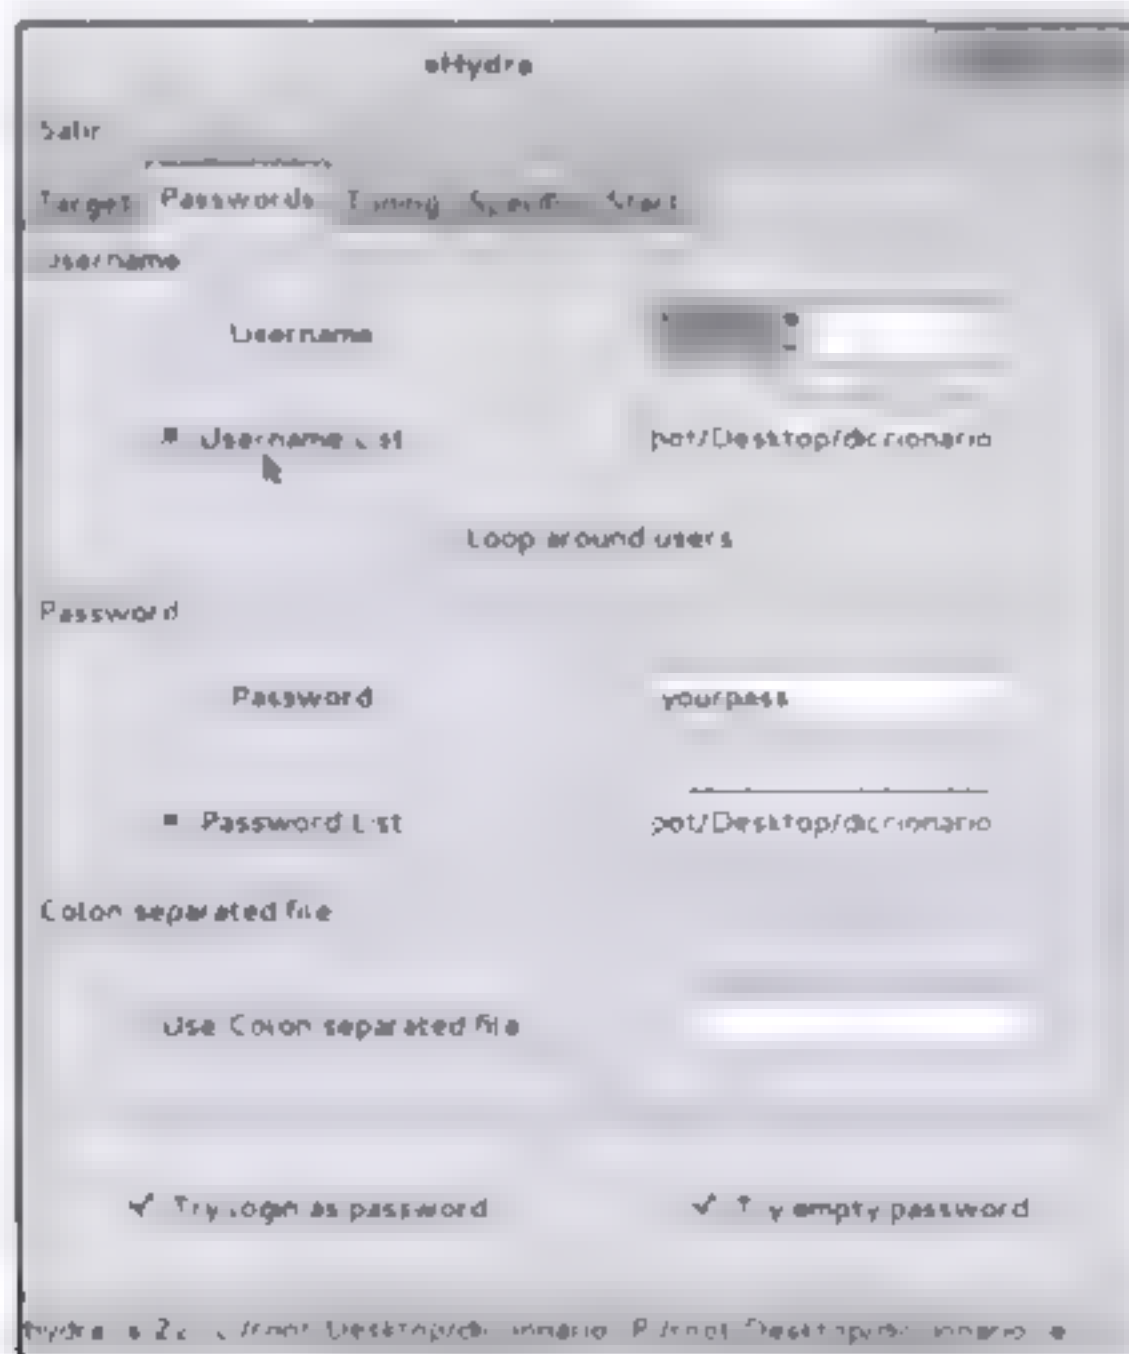 xHydra
Salir
Target Passwords Tuning Specific Start
Username
Username
Username List pot/Desktop/diccionario
Loop around users
Password
Password yourpass
Password List pot/Desktop/diccionario
Colon separated file
Use Colon separated file
Try login as password Try empty password
hydra